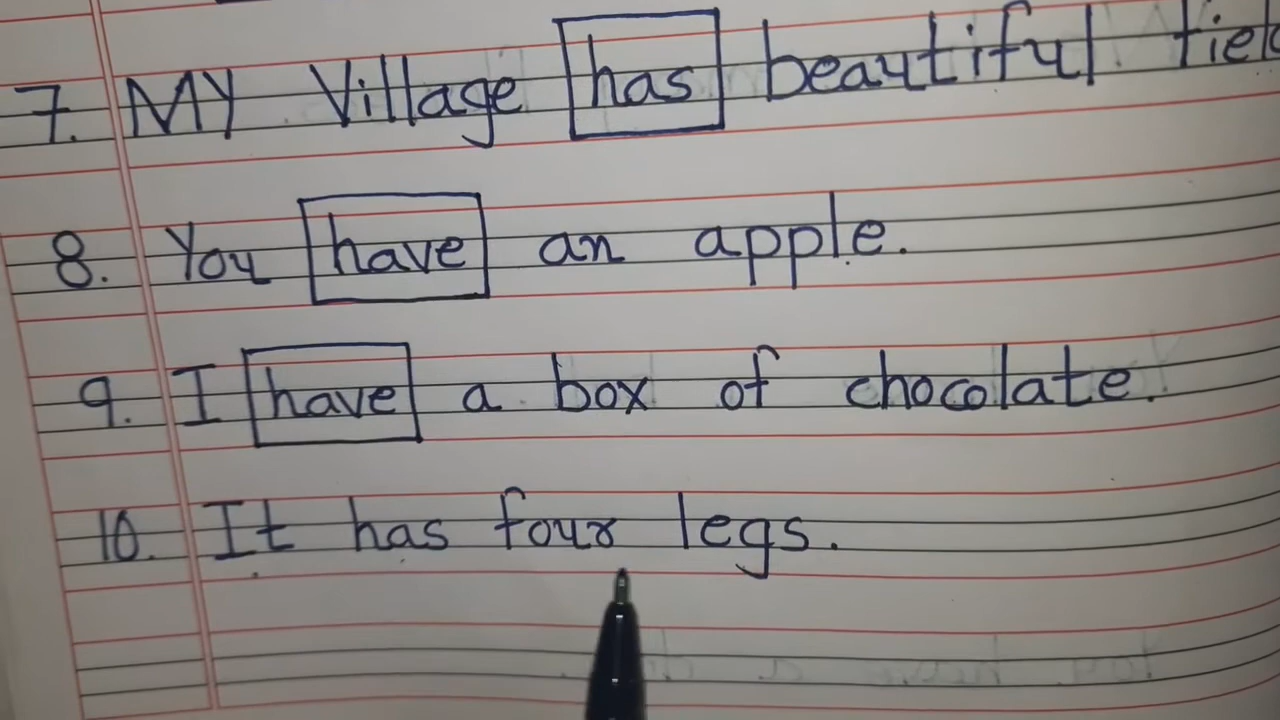 7. MY Village has beautiful
8. You have an apple.
9. I have a box of chocolate.
10. It has four legs.